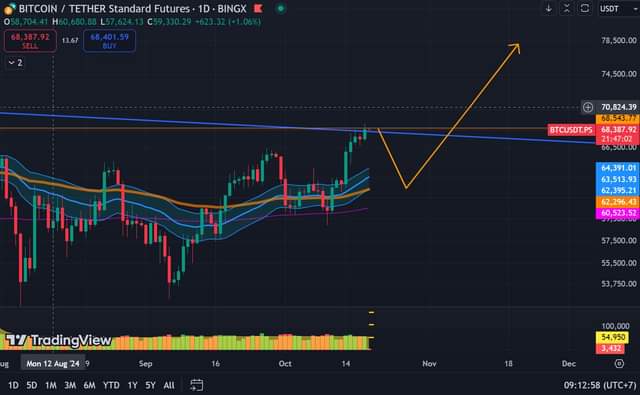 BITCOIN / TETHER Standard Futures · 1D · BINGX
O58,704.41 H60,680.88 L57,624.13 C59,330.29 +623.32 (+1.06%)
68,387.92 SELL 13.67 68,401.59 BUY
2
USDT
78,500.00
74,500.00
70,824.39
68,543.77
BTCUSDT.PS 68,387.92
21:47:02
66,500.00
64,391.01
63,513.93
62,395.21
62,296.43
60,523.52
57,500.00
55,500.00
53,750.00
100,000
54,950
3,432
TradingView
Aug Mon 12 Aug '24 Sep 16 Oct 14 Nov 18 Dec
1D 5D 1M 3M 6M YTD 1Y 5Y All
09:12:58 (UTC+7)